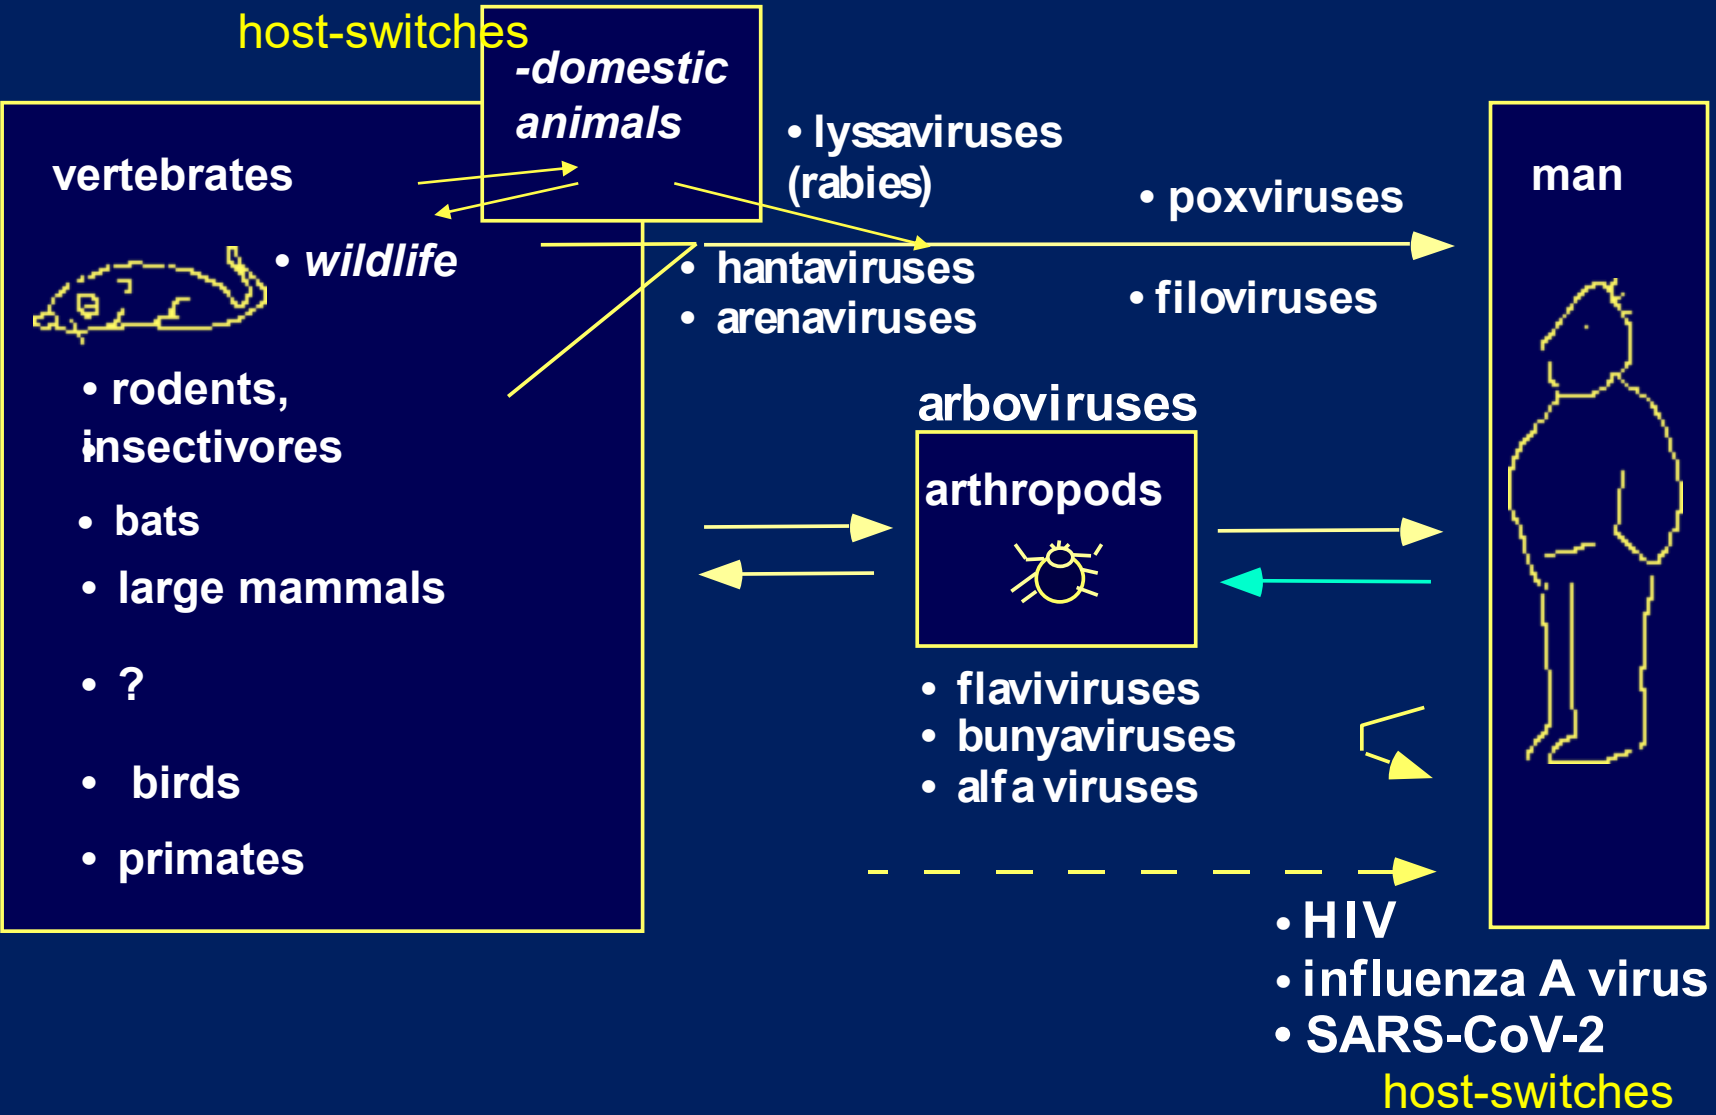 host-switches
-domestic
animals
vertebrates
• wildlife
• rodents,
•
insectivores
• bats
• large mammals
• ?
• birds
• primates
• lyssaviruses
(rabies)
• poxviruses
• hantaviruses
• arenaviruses
• filoviruses
arboviruses
arthropods
• flaviviruses
• bunyaviruses
• alfa viruses
man
• HIV
• influenza A virus
• SARS-CoV-2
host-switches